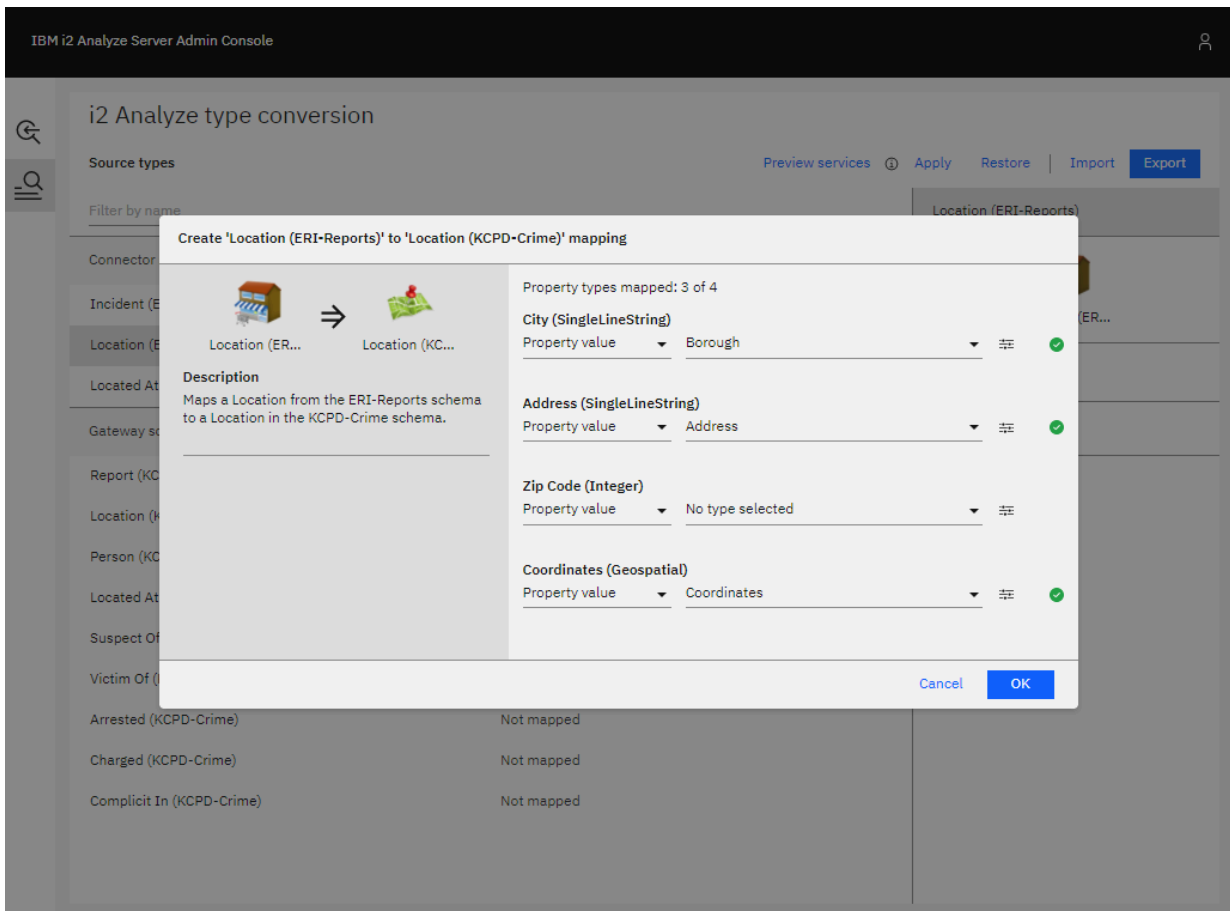 IBM i2 Analyze Server Admin Console
i2 Analyze type conversion
Source types
Preview services Apply Restore Import Export
Filter by name
Location (ERI-Reports)
Create 'Location (ERI-Reports)' to 'Location (KCPD-Crime)' mapping
Connector
Incident (E
Location (E
Located At
Gateway sc
Report (KC
Location (K
Person (KC
Located At
Suspect Of
Victim Of (
(ER...
Location (ER...
Location (KC...
Description
Maps a Location from the ERI-Reports schema
to a Location in the KCPD-Crime schema.
Property types mapped: 3 of 4
City (SingleLineString)
Property value Borough
Address (SingleLineString)
Property value Address
Zip Code (Integer)
Property value No type selected
Coordinates (Geospatial)
Property value Coordinates
Cancel OK
Arrested (KCPD-Crime) Not mapped
Charged (KCPD-Crime) Not mapped
Complicit In (KCPD-Crime) Not mapped